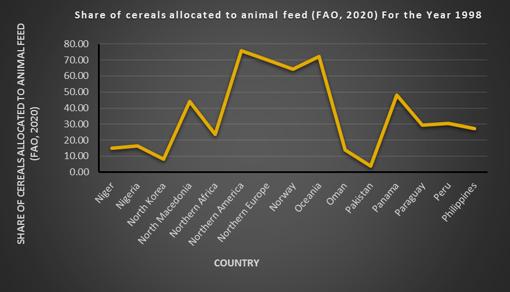 Share of cereals allocated to animal feed (FAO, 2020) For the Year 1998
SHARE OF CEREALS ALLOCATED TO ANIMAL FEED
(FAO, 2020)
80.00
70.00
60.00
50.00
40.00
30.00
20.00
10.00
0.00
Niger
Nigeria
North Korea
North Macedonia
Northern Africa
Northern America
Northern Europe
Norway
Oceania
Oman
Pakistan
Panama
Paraguay
Peru
Philippines
COUNTRY